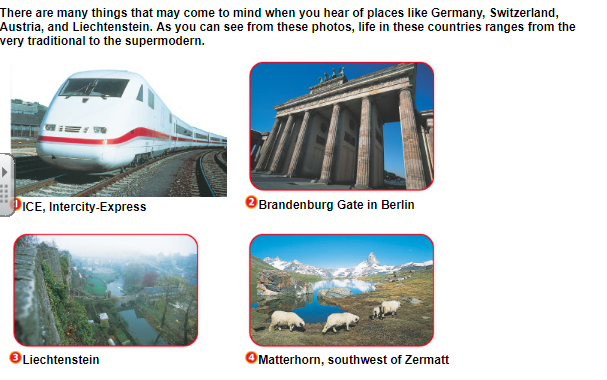 There are many things that may come to mind when you hear of places like Germany, Switzerland,
Austria, and Liechtenstein. As you can see from these photos, life in these countries ranges from the
very traditional to the supermodern.
1 ICE, Intercity-Express
2 Brandenburg Gate in Berlin
3 Liechtenstein
4 Matterhorn, southwest of Zermatt